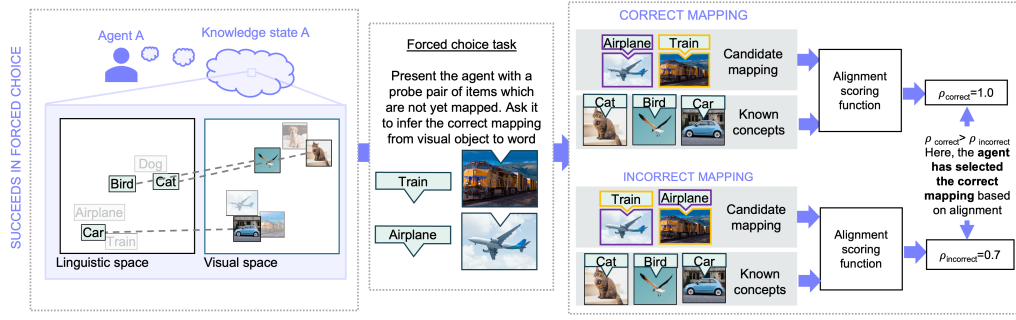 SUCCEEDS IN FORCED CHOICE
Agent A
Knowledge state A
Dog
Bird
Cat
Airplane
Car
Train
Linguistic space
Visual space
Forced choice task
Present the agent with a
probe pair of items which
are not yet mapped. Ask it
to infer the correct mapping
from visual object to word
Train
Airplane
CORRECT MAPPING
Airplane
Train
Candidate
mapping
Cat
Bird
Car
Known
concepts
Alignment
scoring
function
ρcorrect=1.0
INCORRECT MAPPING
Train
Airplane
Candidate
mapping
Cat
Bird
Car
Known
concepts
Alignment
scoring
function
ρ correct> ρ incorrect
Here, the agent
has selected
the correct
mapping based
on alignment
ρincorrect=0.7